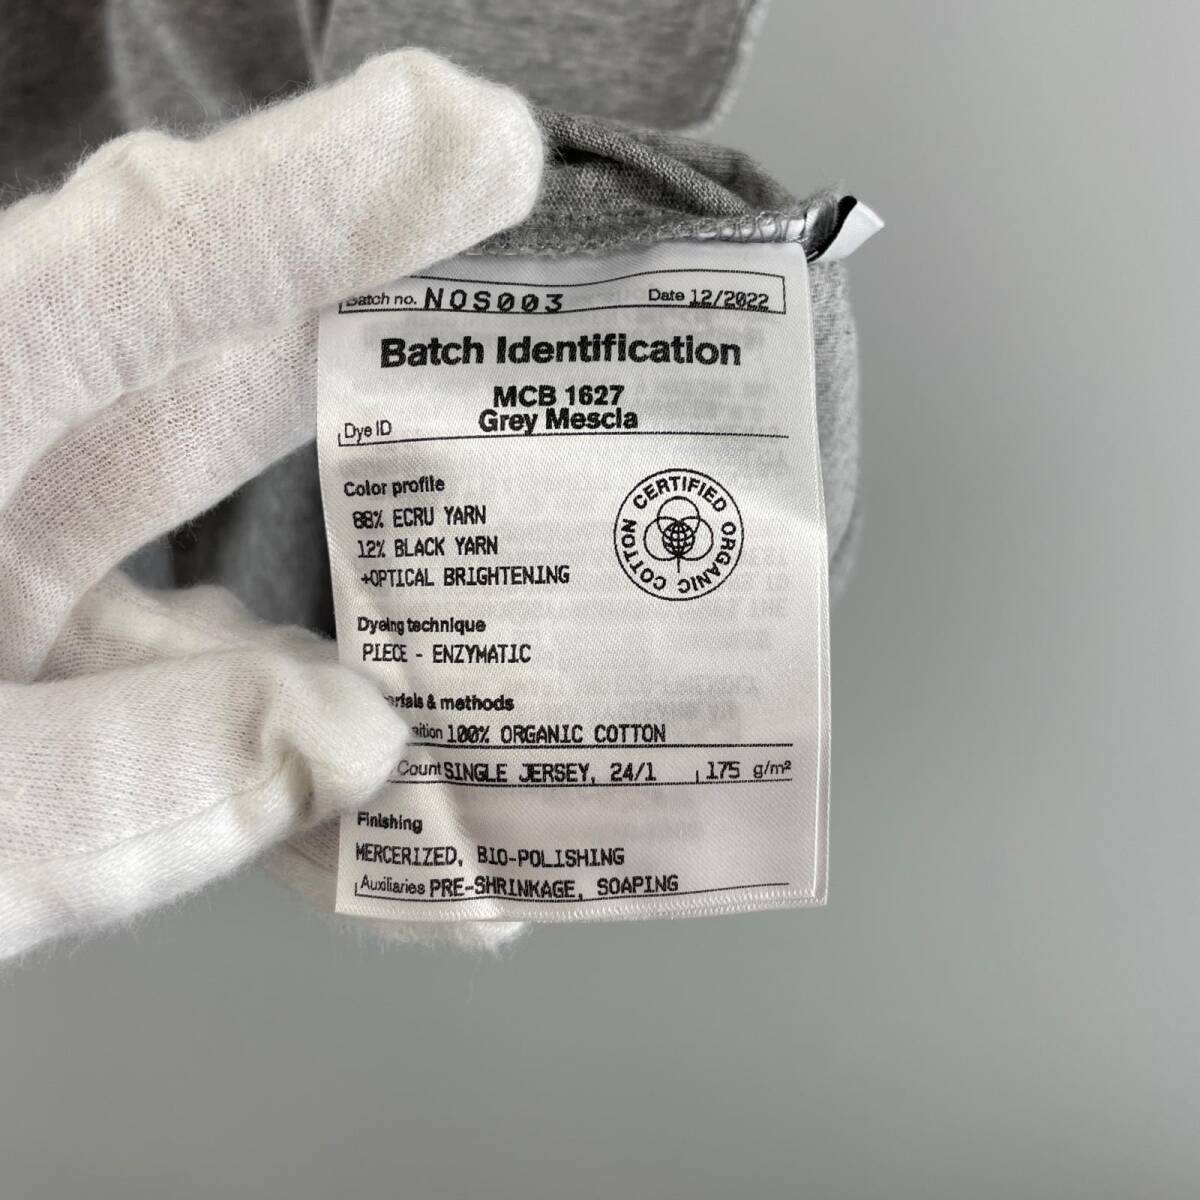 Batch no. NOS003 Date 12/2022
Batch Identification
MCB 1627
Dye ID Grey Mescla
Color profile
88% ECRU YARN
12% BLACK YARN
+OPTICAL BRIGHTENING
CERTIFIED ORGANIC COTTON
Dyeing technique
PIECE - ENZYMATIC
& methods
100% ORGANIC COTTON
Count SINGLE JERSEY, 24/1 175 g/m²
Finishing
MERCERIZED, BIO-POLISHING
Auxiliaries PRE-SHRINKAGE, SOAPING